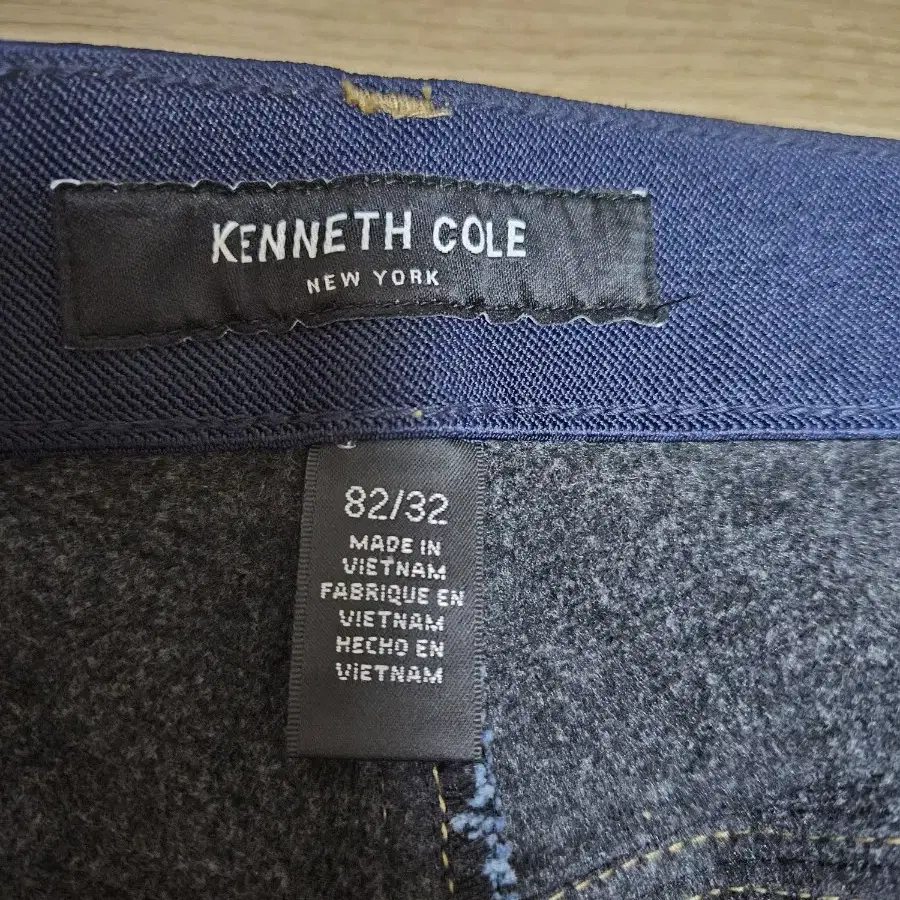 KENNETH COLE
NEW YORK
82/32
MADE IN
VIETNAM
FABRIQUE EN
VIETNAM
HECHO EN
VIETNAM